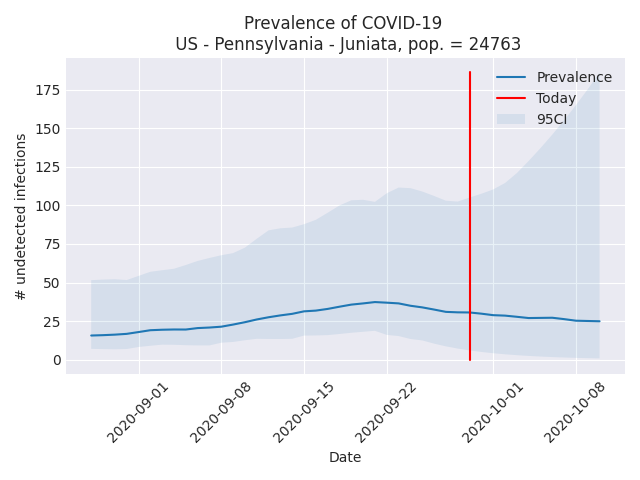 Prevalence of COVID-19
US - Pennsylvania - Juniata, pop. = 24763
Prevalence
Today
95CI
# undetected infections
175
150
125
100
75
50
25
0
2020-09-01
2020-09-08
2020-09-15
2020-09-22
2020-10-01
2020-10-08
Date